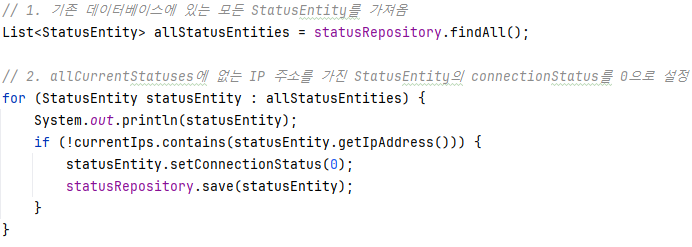 // 1. 기존 데이터베이스에 있는 모든 StatusEntity를 가져옴
List<StatusEntity> allStatusEntities = statusRepository.findAll();
// 2. allCurrentStatuses에 없는 IP 주소를 가진 StatusEntity의 connectionStatus를 0으로 설정
for (StatusEntity statusEntity : allStatusEntities) {
    System.out.println(statusEntity);
    if (!currentIps.contains(statusEntity.getIpAddress())) {
        statusEntity.setConnectionStatus(0);
        statusRepository.save(statusEntity);
    }
}